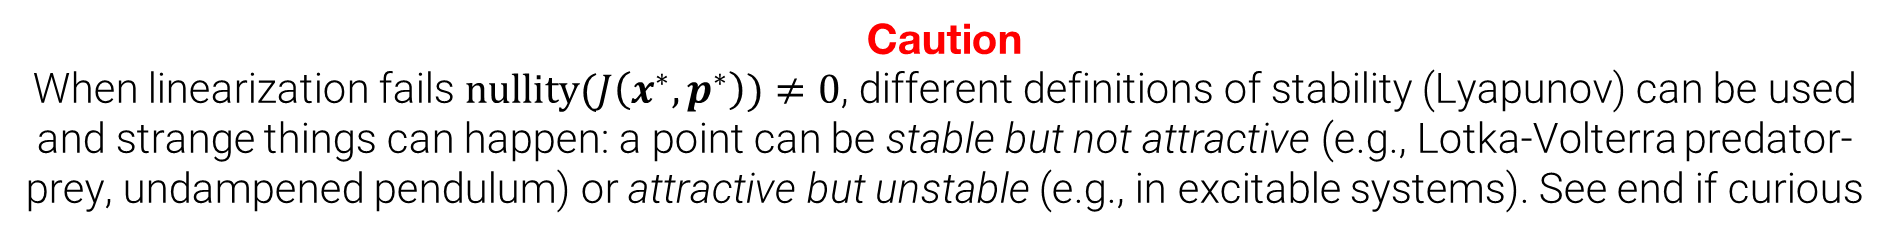 Caution
When linearization fails nullity(J(x*, p*)) ≠ 0, different definitions of stability (Lyapunov) can be used
and strange things can happen: a point can be stable but not attractive (e.g., Lotka-Volterra predator-
prey, undampened pendulum) or attractive but unstable (e.g., in excitable systems). See end if curious